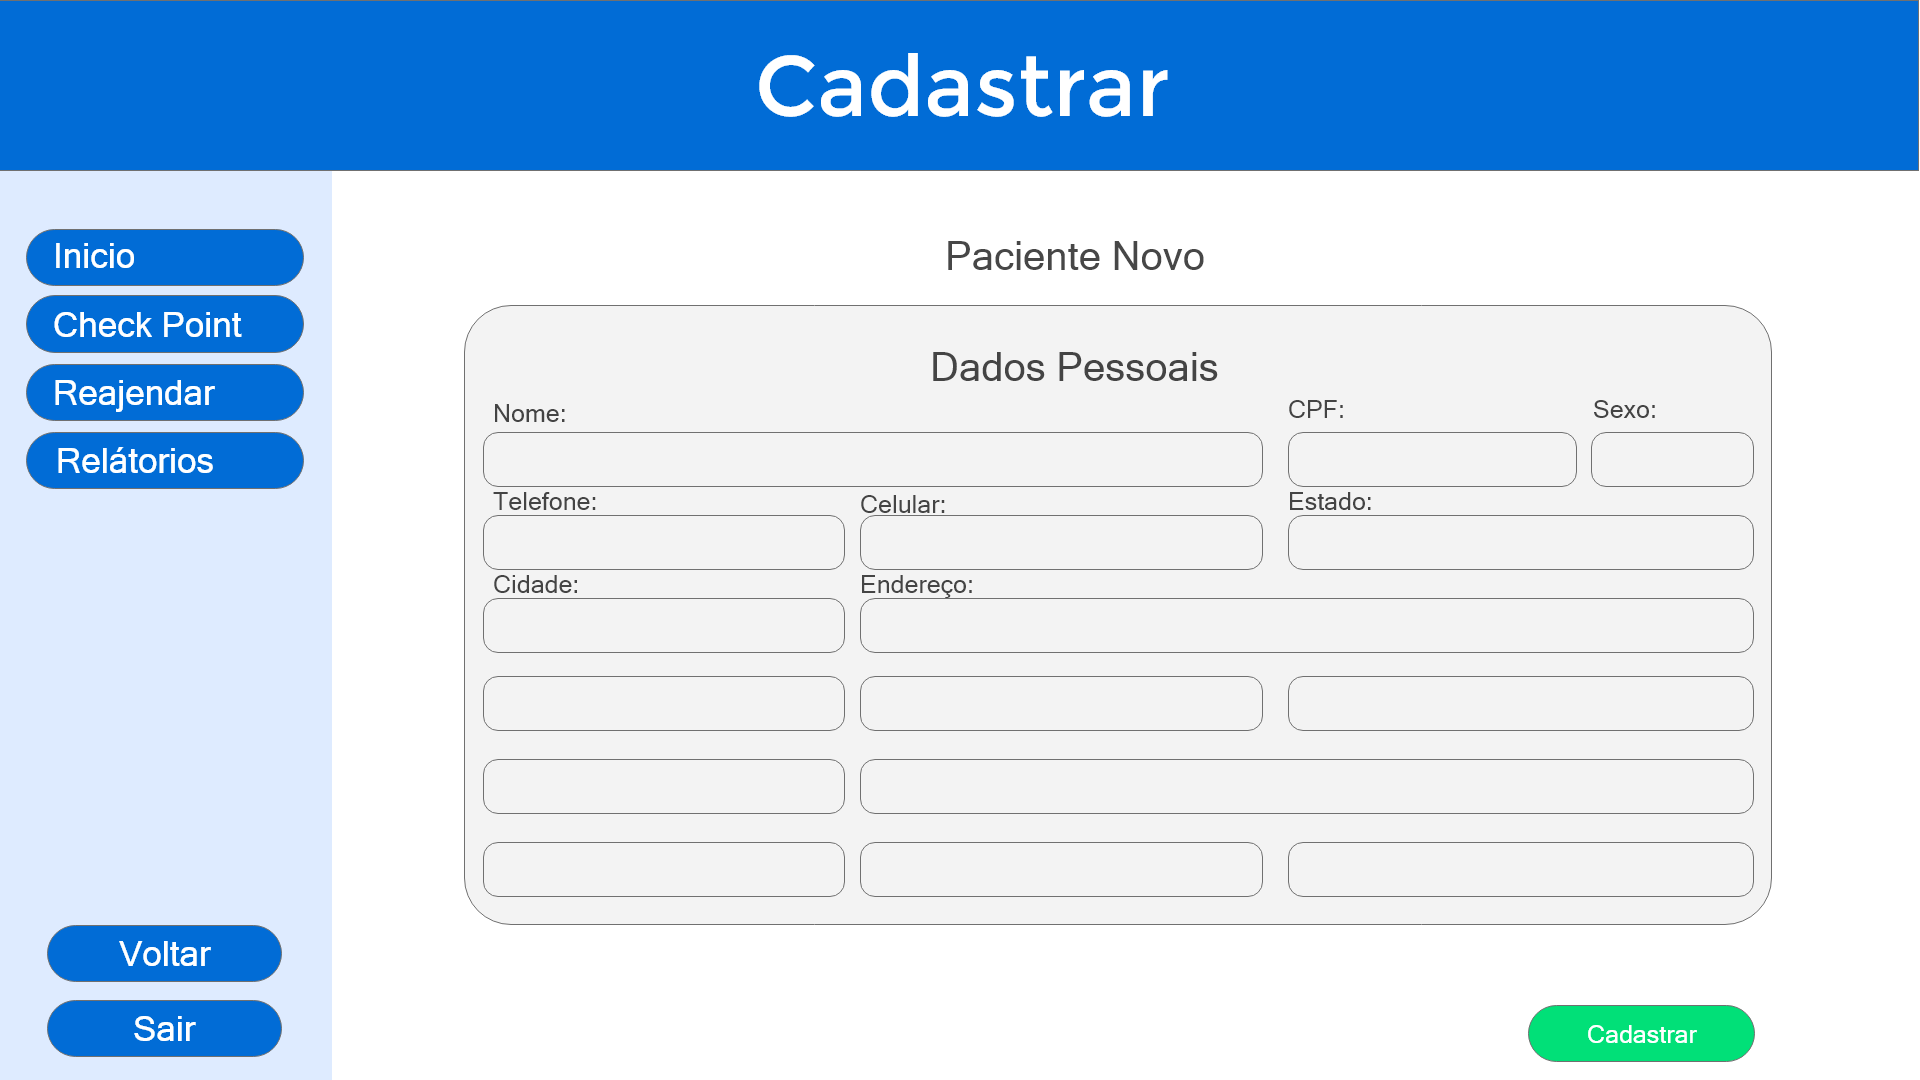 Cadastrar
Inicio
Check Point
Reajendar
Relátorios
Voltar
Sair
Paciente Novo
Dados Pessoais
Nome:
CPF:
Sexo:
Telefone:
Celular:
Estado:
Cidade:
Endereço:
Cadastrar